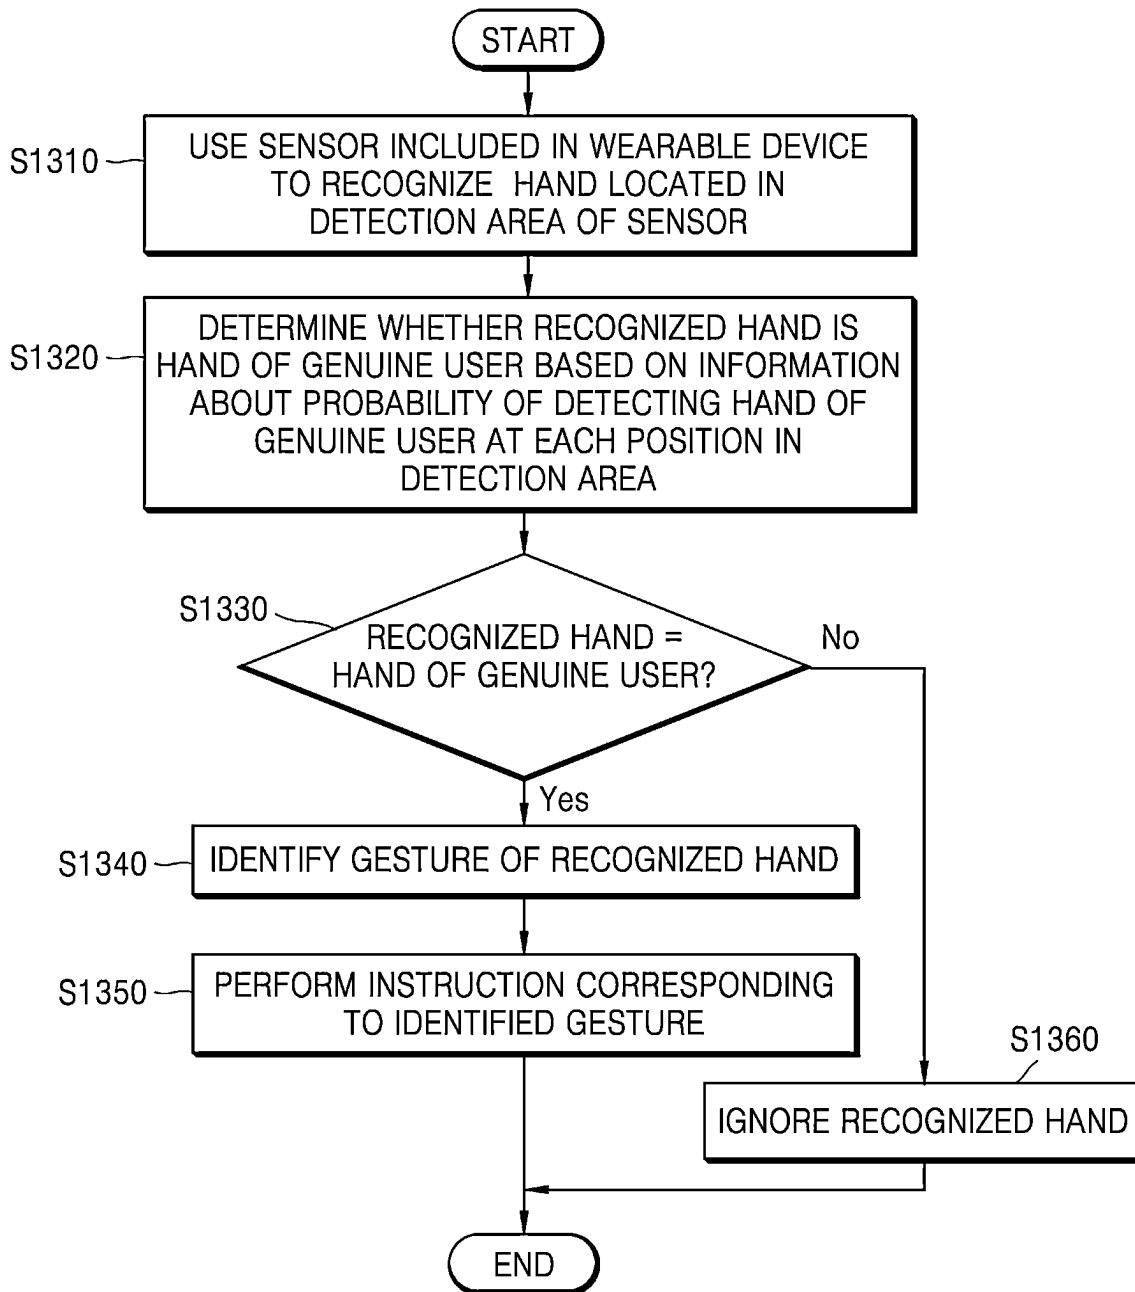 START
S1310
USE SENSOR INCLUDED IN WEARABLE DEVICE
TO RECOGNIZE HAND LOCATED IN
DETECTION AREA OF SENSOR
S1320
DETERMINE WHETHER RECOGNIZED HAND IS
HAND OF GENUINE USER BASED ON INFORMATION
ABOUT PROBABILITY OF DETECTING HAND OF
GENUINE USER AT EACH POSITION IN
DETECTION AREA
S1330
RECOGNIZED HAND =
HAND OF GENUINE USER?
No
Yes
S1340
IDENTIFY GESTURE OF RECOGNIZED HAND
S1350
PERFORM INSTRUCTION CORRESPONDING
TO IDENTIFIED GESTURE
S1360
IGNORE RECOGNIZED HAND
END